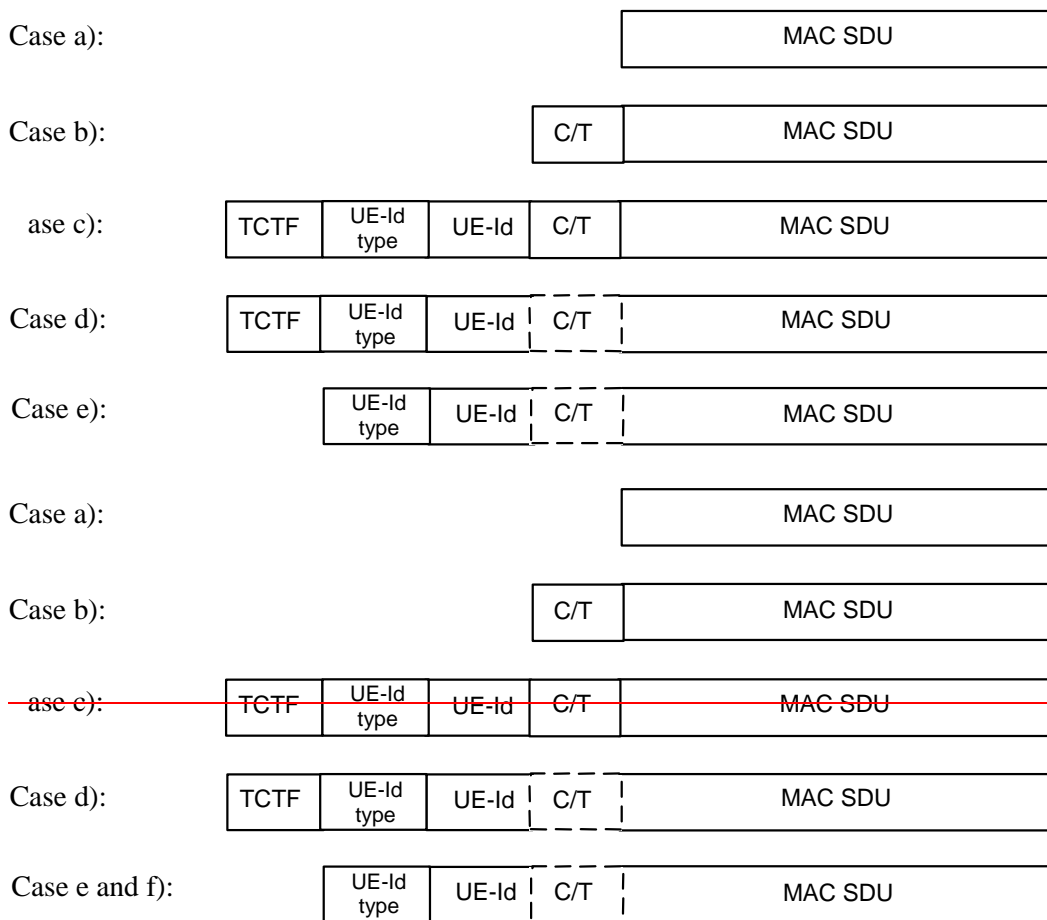 Case a): MAC SDU
Case b): C/T MAC SDU
ase c): TCTF UE-Id type UE-Id C/T MAC SDU
Case d): TCTF UE-Id type UE-Id C/T MAC SDU
Case e): UE-Id type UE-Id C/T MAC SDU
Case a): MAC SDU
Case b): C/T MAC SDU
ase c): TCTF UE-Id type UE-Id C/T MAC SDU
Case d): TCTF UE-Id type UE-Id C/T MAC SDU
Case e and f): UE-Id type UE-Id C/T MAC SDU